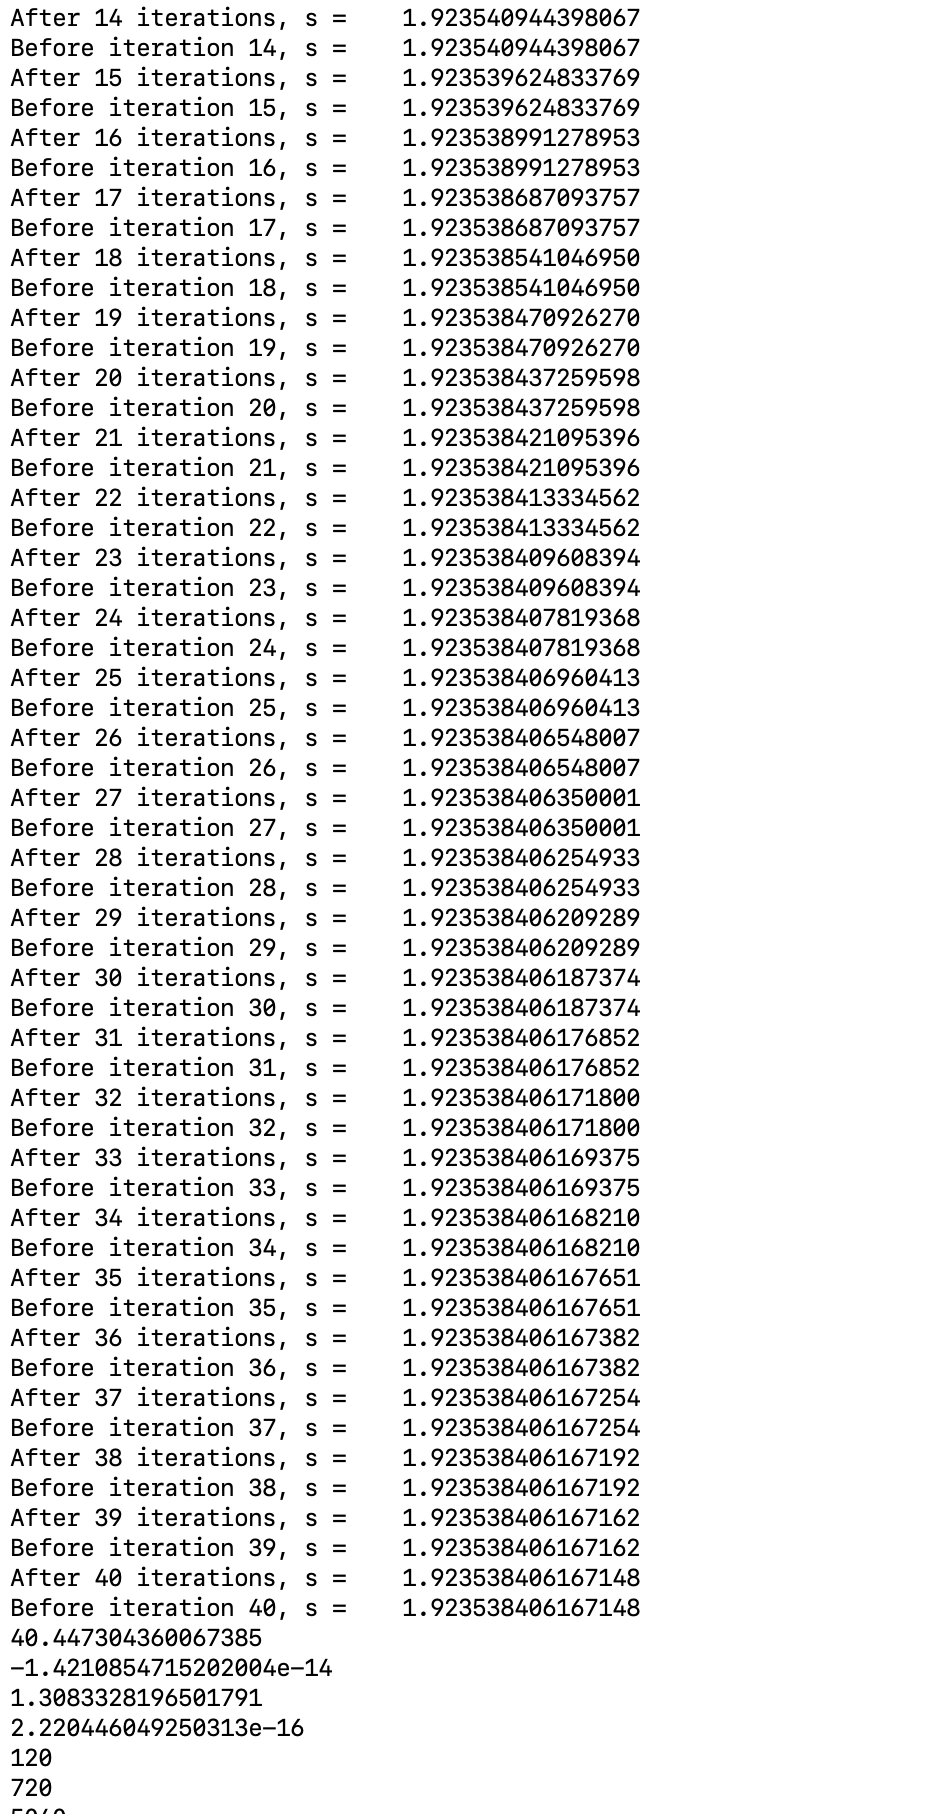 After 14 iterations, s =    1.923540944398067
Before iteration 14, s =    1.923540944398067
After 15 iterations, s =    1.923539624833769
Before iteration 15, s =    1.923539624833769
After 16 iterations, s =    1.923538991278953
Before iteration 16, s =    1.923538991278953
After 17 iterations, s =    1.923538687093757
Before iteration 17, s =    1.923538687093757
After 18 iterations, s =    1.923538541046950
Before iteration 18, s =    1.923538541046950
After 19 iterations, s =    1.923538470926270
Before iteration 19, s =    1.923538470926270
After 20 iterations, s =    1.923538437259598
Before iteration 20, s =    1.923538437259598
After 21 iterations, s =    1.923538421095396
Before iteration 21, s =    1.923538421095396
After 22 iterations, s =    1.923538413334562
Before iteration 22, s =    1.923538413334562
After 23 iterations, s =    1.923538409608394
Before iteration 23, s =    1.923538409608394
After 24 iterations, s =    1.923538407819368
Before iteration 24, s =    1.923538407819368
After 25 iterations, s =    1.923538406960413
Before iteration 25, s =    1.923538406960413
After 26 iterations, s =    1.923538406548007
Before iteration 26, s =    1.923538406548007
After 27 iterations, s =    1.923538406350001
Before iteration 27, s =    1.923538406350001
After 28 iterations, s =    1.923538406254933
Before iteration 28, s =    1.923538406254933
After 29 iterations, s =    1.923538406209289
Before iteration 29, s =    1.923538406209289
After 30 iterations, s =    1.923538406187374
Before iteration 30, s =    1.923538406187374
After 31 iterations, s =    1.923538406176852
Before iteration 31, s =    1.923538406176852
After 32 iterations, s =    1.923538406171800
Before iteration 32, s =    1.923538406171800
After 33 iterations, s =    1.923538406169375
Before iteration 33, s =    1.923538406169375
After 34 iterations, s =    1.923538406168210
Before iteration 34, s =    1.923538406168210
After 35 iterations, s =    1.923538406167651
Before iteration 35, s =    1.923538406167651
After 36 iterations, s =    1.923538406167382
Before iteration 36, s =    1.923538406167382
After 37 iterations, s =    1.923538406167254
Before iteration 37, s =    1.923538406167254
After 38 iterations, s =    1.923538406167192
Before iteration 38, s =    1.923538406167192
After 39 iterations, s =    1.923538406167162
Before iteration 39, s =    1.923538406167162
After 40 iterations, s =    1.923538406167148
Before iteration 40, s =    1.923538406167148
40.447304360067385
-1.4210854715202004e-14
1.3083328196501791
2.220446049250313e-16
120
720